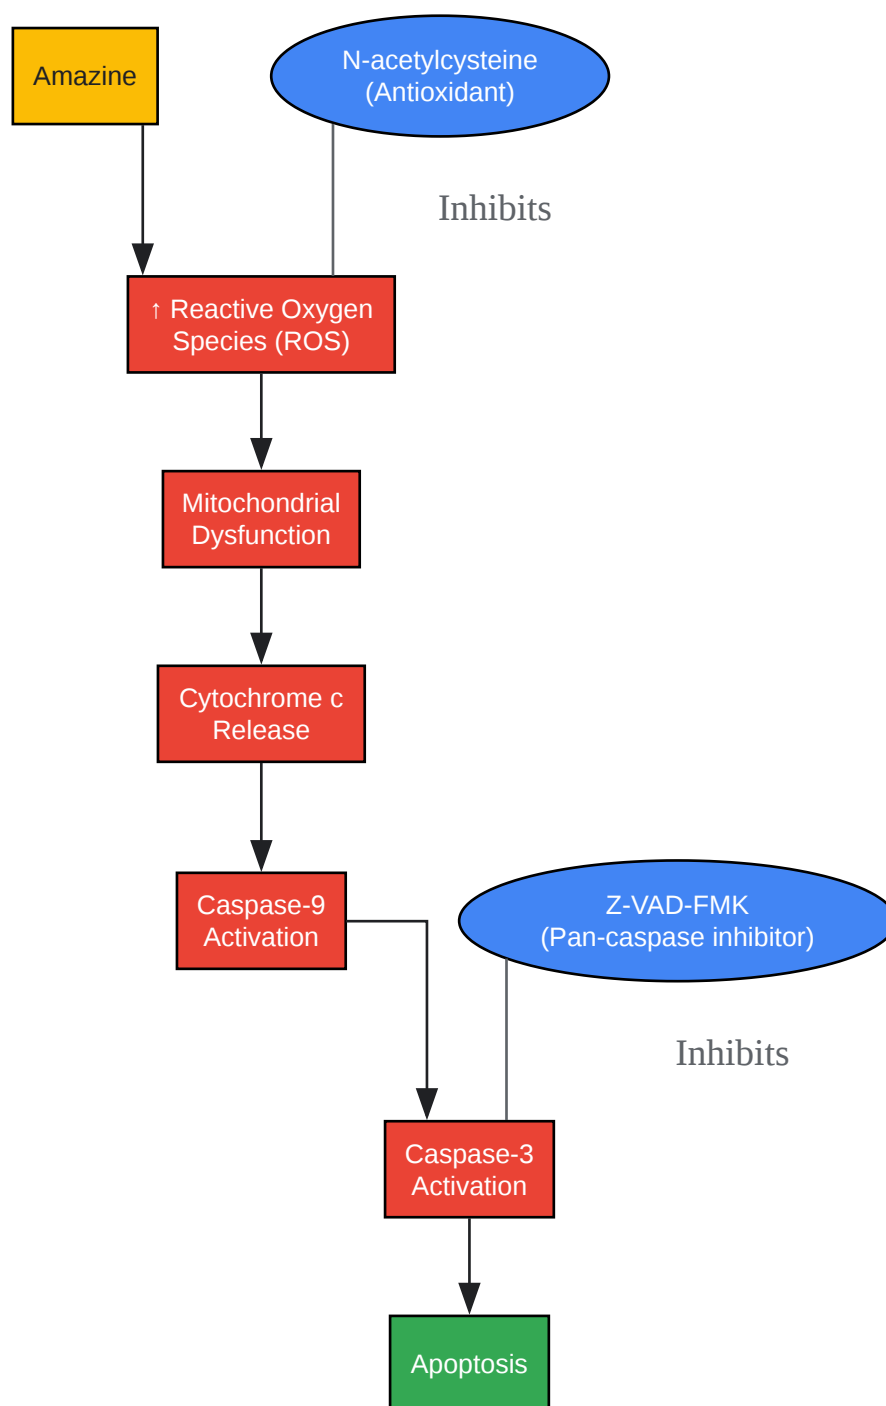 Amazine
N-acetylcysteine
(Antioxidant)
Inhibits
↑ Reactive Oxygen
Species (ROS)
Mitochondrial
Dysfunction
Cytochrome c
Release
Caspase-9
Activation
Z-VAD-FMK
(Pan-caspase inhibitor)
Inhibits
Caspase-3
Activation
Apoptosis